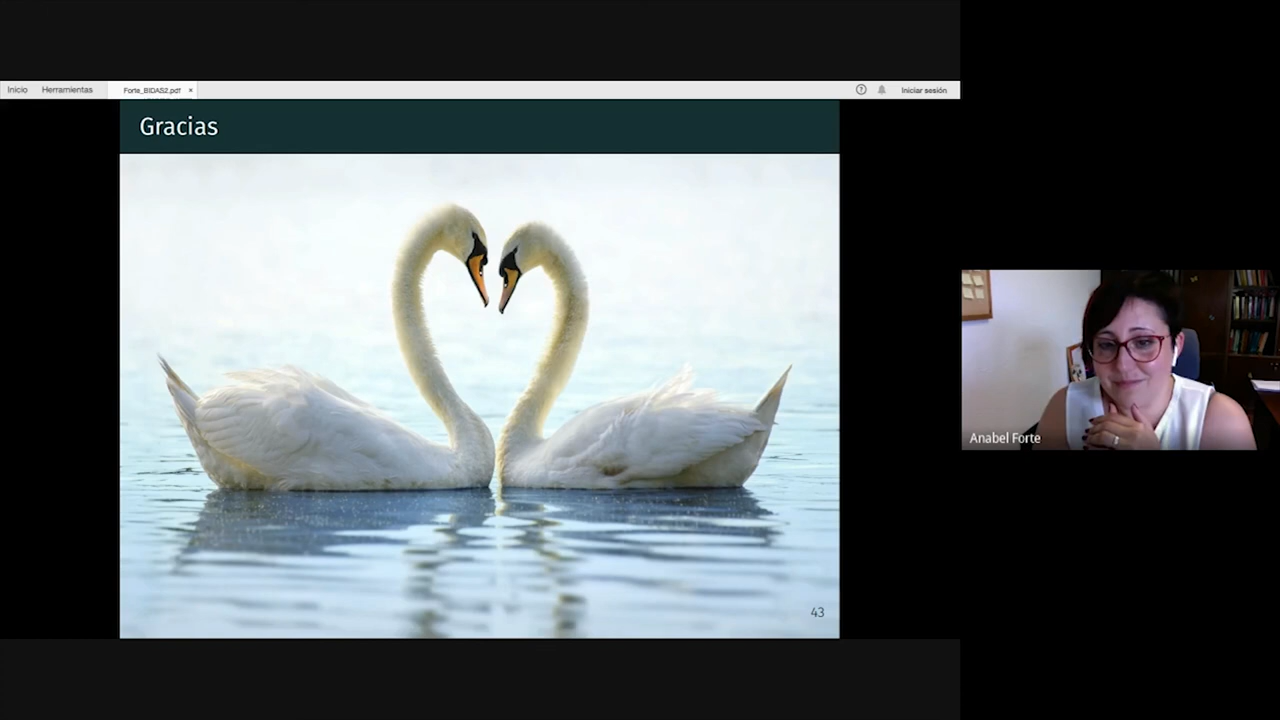 Inicio Herramientas Forte_BIDAS2.pdf × Iniciar sesión
Gracias
43
Anabel Forte